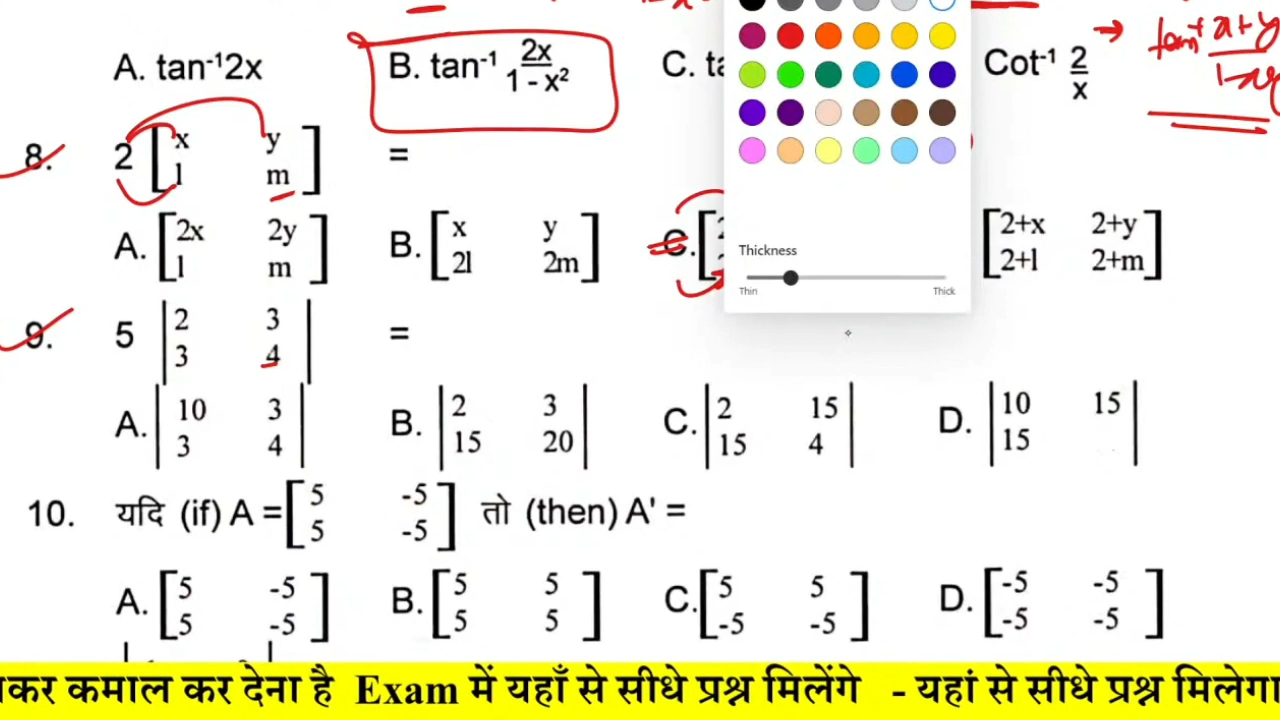 A. tan⁻¹2x B. tan⁻¹ 2x/1 - x² C. Cot⁻¹ 2/x → tan⁻¹ x+y/1-xy
8. 2 [x y
l m] =
A. [2x 2y B. [x y C. [ [2+x 2+y
l m] 2l 2m] 2+l 2+m]
Thickness
Thin Thick
9. 5 |2 3
3 4| =
A. |10 3 B. |2 3 C. |2 15 D. |10 15
3 4| 15 20| 15 4| 15 |
10. यदि (if) A = [5 -5
5 -5] तो (then) A' =
A. [5 -5 B. [5 5 C. [5 5 D. [-5 -5
5 -5] 5 5] -5 -5] -5 -5]
कर कमाल कर देना है Exam में यहाँ से सीधे प्रश्न मिलेंगे - यहां से सीधे प्रश्न मिलेगा